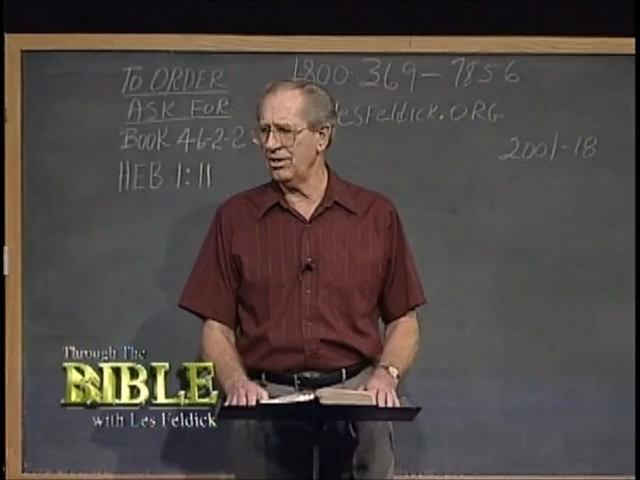 TO ORDER
1800-369-7856
ASK FOR
lesfeldick.ORG
BOOK 46-2-2
2001-18
HEB 1:11
Through The
BIBLE
with Les Feldick